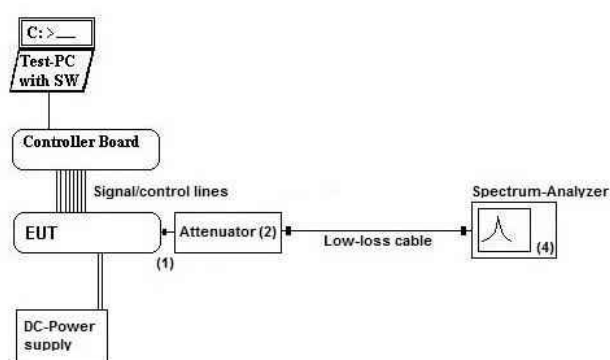 C: >__
Test-PC
with SW
Controller Board
Signal/control lines
Spectrum-Analyzer
EUT
Attenuator (2)
Low-loss cable
(4)
(1)
DC-Power
supply